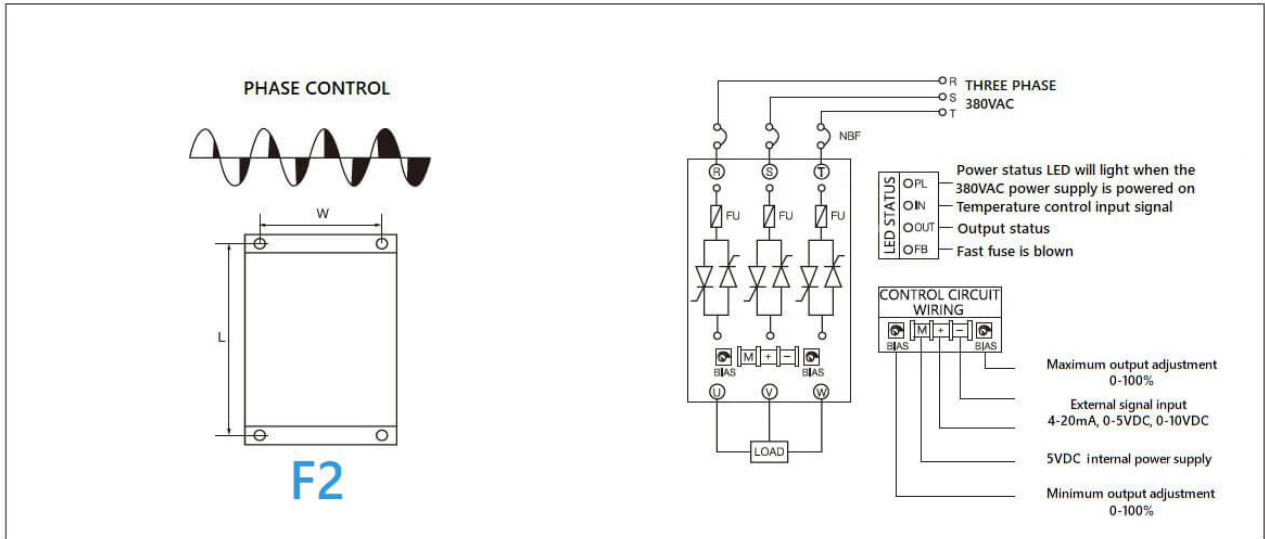 PHASE CONTROL
W
L
F2
R
S
T
THREE PHASE
380VAC
NBF
R
S
T
FU
FU
FU
M
+
−
BIAS
BIAS
U
V
W
LOAD
LED STATUS
PL
IN
OUT
FB
Power status LED will light when the
380VAC power supply is powered on
Temperature control input signal
Output status
Fast fuse is blown
CONTROL CIRCUIT
WIRING
M
+
−
BIAS
BIAS
Maximum output adjustment
0-100%
External signal input
4-20mA, 0-5VDC, 0-10VDC
5VDC internal power supply
Minimum output adjustment
0-100%